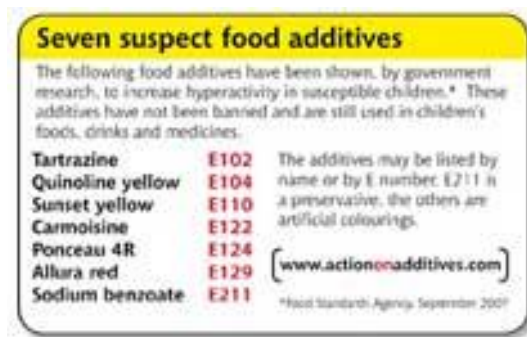 Seven suspect food additives
The following food additives have been shown, by government
research, to increase hyperactivity in susceptible children.* These
additives have not been banned and are still used in children's
foods, drinks and medicines.
Tartrazine E102
Quinoline yellow E104
Sunset yellow E110
Carmoisine E122
Ponceau 4R E124
Allura red E129
Sodium benzoate E211
The additives may be listed by
name or by E number. E211 is
a preservative, the others are
artificial colourings.
www.actiononadditives.com
*Food Standards Agency, September 2007